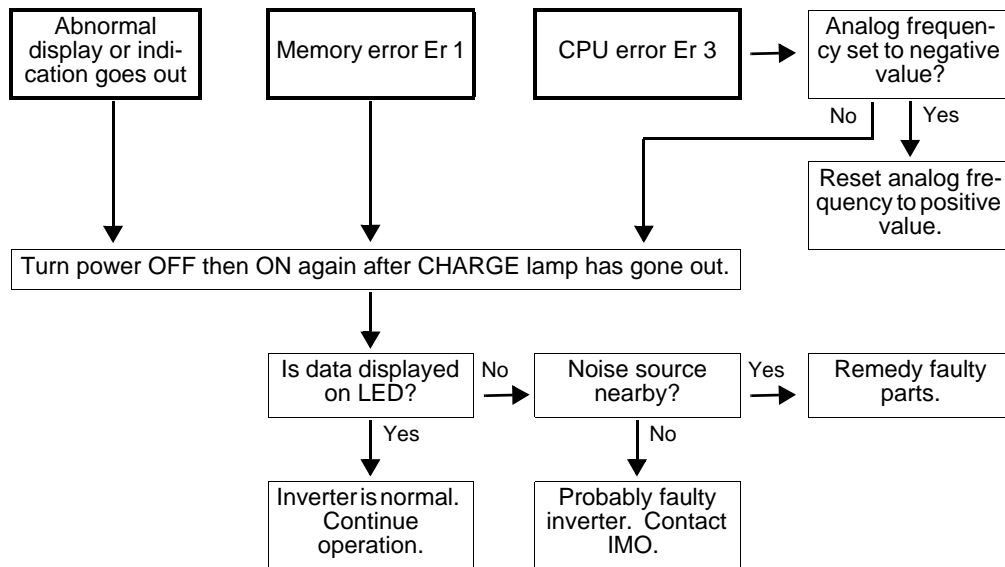 Abnormal
display or indi-
cation goes out
Memory error Er 1
CPU error Er 3
Analog frequen-
cy set to negative
value?
No
Yes
Reset analog fre-
quency to positive
value.
Turn power OFF then ON again after CHARGE lamp has gone out.
Is data displayed
on LED?
No
Noise source
nearby?
Yes
Remedy faulty
parts.
Yes
No
Inverter is normal.
Continue
operation.
Probably faulty
inverter. Contact
IMO.